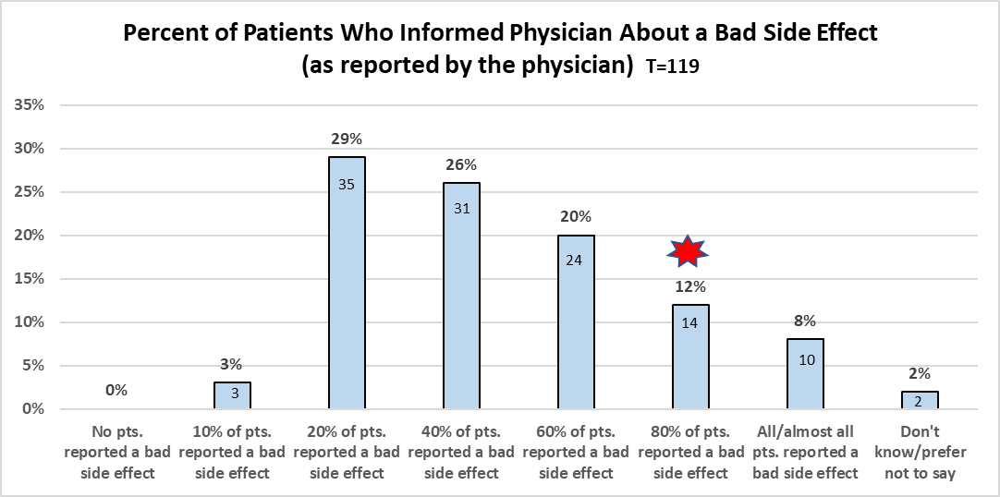 Percent of Patients Who Informed Physician About a Bad Side Effect
(as reported by the physician) T=119
35%
30%
25%
20%
15%
10%
5%
0%
0%
3%
3
29%
35
26%
31
20%
24
12%
14
8%
10
2%
2
No pts.
reported a bad
side effect
10% of pts.
reported a bad
side effect
20% of pts.
reported a bad
side effect
40% of pts.
reported a bad
side effect
60% of pts.
reported a bad
side effect
80% of pts.
reported a bad
side effect
All/almost all
pts. reported a
bad side effect
Don't
know/prefer
not to say